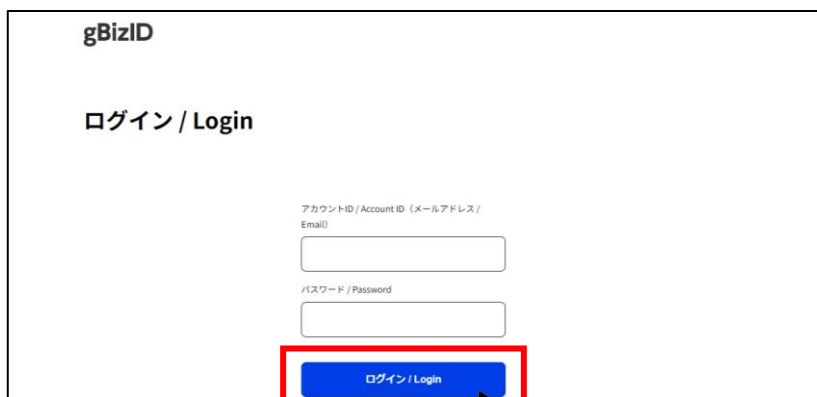 gBizID
ログイン / Login
アカウントID / Account ID（メールアドレス /
Email）
パスワード / Password
ログイン / Login